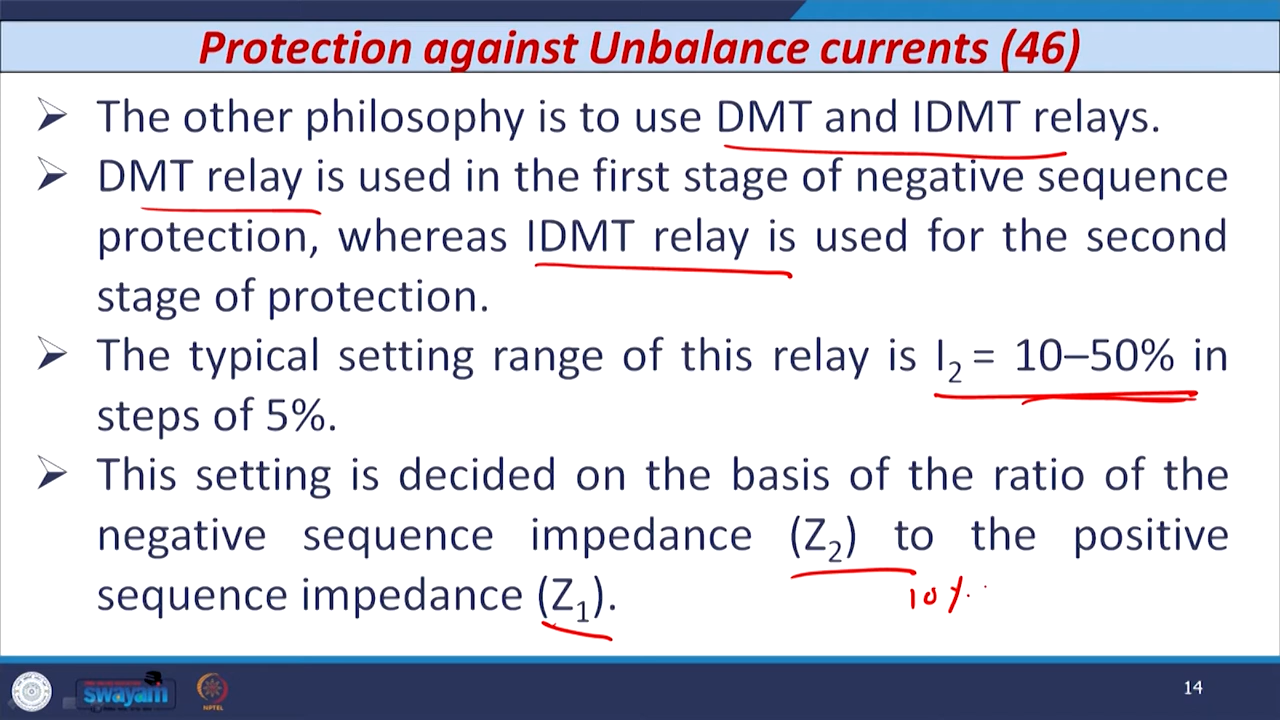 Protection against Unbalance currents (46)
➢ The other philosophy is to use DMT and IDMT relays.
➢ DMT relay is used in the first stage of negative sequence
protection, whereas IDMT relay is used for the second
stage of protection.
➢ The typical setting range of this relay is I₂ = 10–50% in
steps of 5%.
➢ This setting is decided on the basis of the ratio of the
negative sequence impedance (Z₂) to the positive
sequence impedance (Z₁).
10%
swayam
NPTEL
14